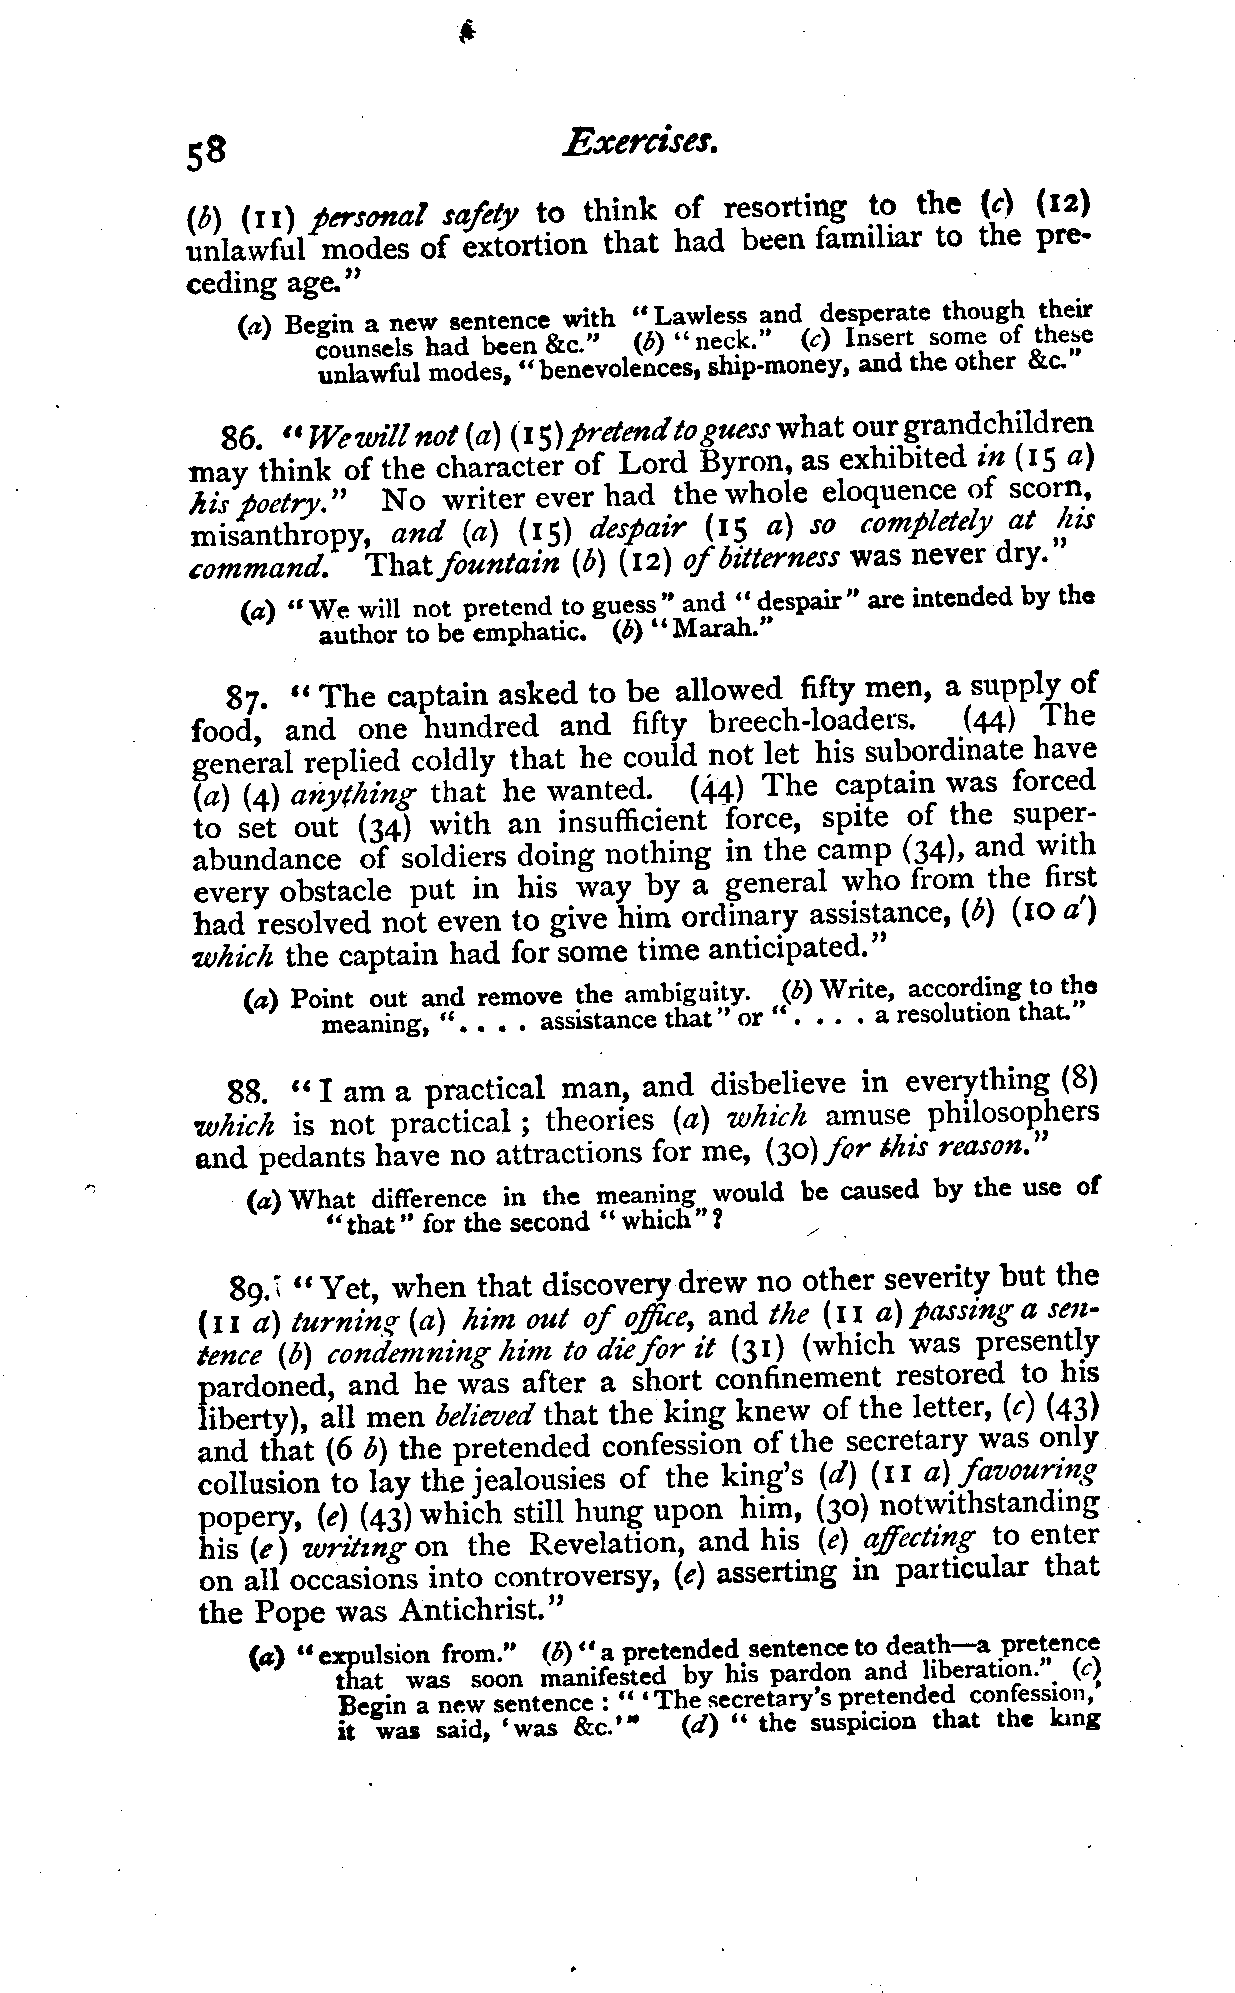 58 Exercises.
(b) (11) personal safety to think of resorting to the (c) (12)
unlawful modes of extortion that had been familiar to the pre-
ceding age."
(a) Begin a new sentence with "Lawless and desperate though their
counsels had been &c." (b) "neck." (c) Insert some of these
unlawful modes, "benevolences, ship-money, and the other &c."
86. "We will not (a) (15) pretend to guess what our grandchildren
may think of the character of Lord Byron, as exhibited in (15 a)
his poetry." No writer ever had the whole eloquence of scorn,
misanthropy, and (a) (15) despair (15 a) so completely at his
command. That fountain (b) (12) of bitterness was never dry."
(a) "We will not pretend to guess" and "despair" are intended by the
author to be emphatic. (b) "Marah."
87. "The captain asked to be allowed fifty men, a supply of
food, and one hundred and fifty breech-loaders. (44) The
general replied coldly that he could not let his subordinate have
(a) (4) anything that he wanted. (44) The captain was forced
to set out (34) with an insufficient force, spite of the super-
abundance of soldiers doing nothing in the camp (34), and with
every obstacle put in his way by a general who from the first
had resolved not even to give him ordinary assistance, (b) (10 a')
which the captain had for some time anticipated."
(a) Point out and remove the ambiguity. (b) Write, according to the
meaning, ". . . . assistance that" or ". . . . a resolution that."
88. "I am a practical man, and disbelieve in everything (8)
which is not practical; theories (a) which amuse philosophers
and pedants have no attractions for me, (30) for this reason."
(a) What difference in the meaning would be caused by the use of
"that" for the second "which"?
89. "Yet, when that discovery drew no other severity but the
(11 a) turning (a) him out of office, and the (11 a) passing a sen-
tence (b) condemning him to die for it (31) (which was presently
pardoned, and he was after a short confinement restored to his
liberty), all men believed that the king knew of the letter, (c) (43)
and that (6 b) the pretended confession of the secretary was only
collusion to lay the jealousies of the king's (d) (11 a) favouring
popery, (e) (43) which still hung upon him, (30) notwithstanding
his (e) writing on the Revelation, and his (e) affecting to enter
on all occasions into controversy, (e) asserting in particular that
the Pope was Antichrist."
(a) "expulsion from." (b) "a pretended sentence to death—a pretence
that was soon manifested by his pardon and liberation." (c)
Begin a new sentence: "'The secretary's pretended confession,'
it was said, 'was &c.'" (d) "the suspicion that the king